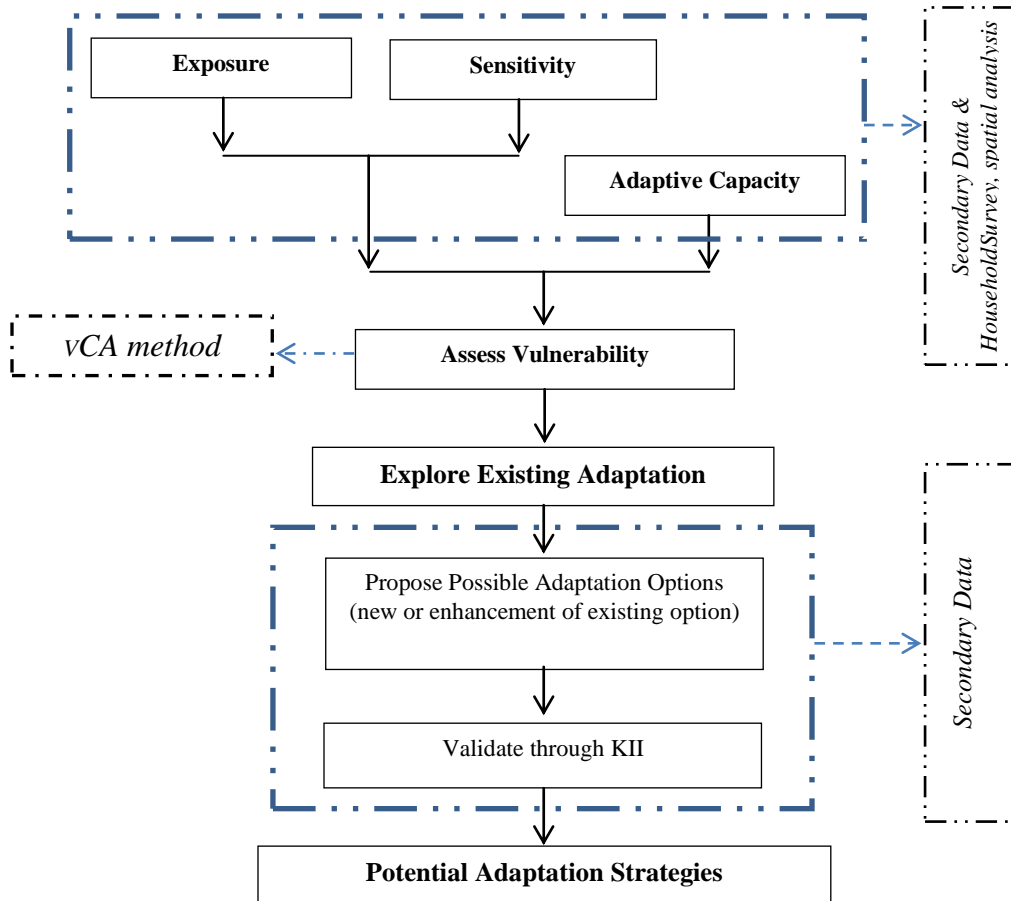 Exposure
Sensitivity
Adaptive Capacity
Secondary Data &
HouseholdSurvey, spatial analysis
VCA method
Assess Vulnerability
Explore Existing Adaptation
Propose Possible Adaptation Options
(new or enhancement of existing option)
Secondary Data
Validate through KII
Potential Adaptation Strategies